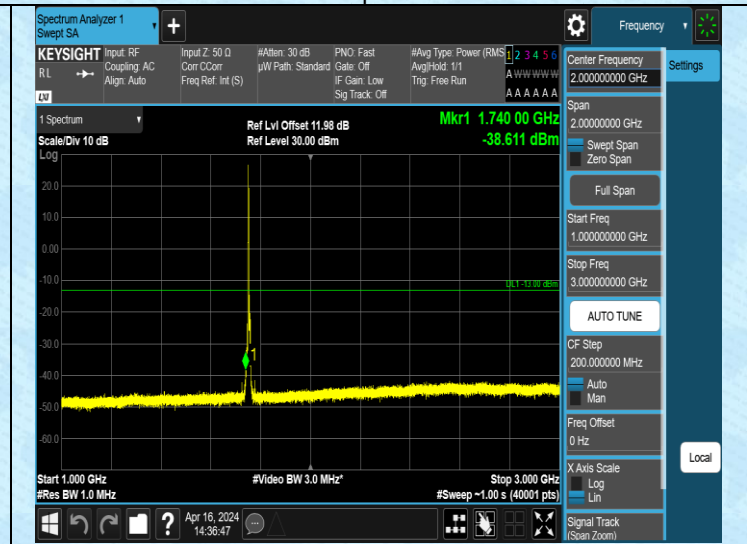 Spectrum Analyzer 1
Swept SA
+
Frequency
KEYSIGHT
RL
LXI
Input: RF
Coupling: AC
Align: Auto
Input Z: 50 Ω
Corr CCorr
Freq Ref: Int (S)
#Atten: 30 dB
µW Path: Standard
PNO: Fast
Gate: Off
IF Gain: Low
Sig Track: Off
#Avg Type: Power (RMS
Avg|Hold: 1/1
Trig: Free Run
1 2 3 4 5 6
A W W W W W
A A A A A A
1 Spectrum
Scale/Div 10 dB
Log
Ref Lvl Offset 11.98 dB
Ref Level 30.00 dBm
Mkr1 1.740 00 GHz
-38.611 dBm
20.0
10.0
0.00
-10.0
-20.0
-30.0
-40.0
-50.0
-60.0
DL1 -13.00 dBm
1
Start 1.000 GHz
#Res BW 1.0 MHz
#Video BW 3.0 MHz*
Stop 3.000 GHz
#Sweep ~1.00 s (40001 pts)
?
Apr 16, 2024
14:36:47
Center Frequency
2.000000000 GHz
Span
2.00000000 GHz
Swept Span
Zero Span
Full Span
Start Freq
1.000000000 GHz
Stop Freq
3.000000000 GHz
AUTO TUNE
CF Step
200.000000 MHz
Auto
Man
Freq Offset
0 Hz
X Axis Scale
Log
Lin
Signal Track
(Span Zoom)
Settings
Local